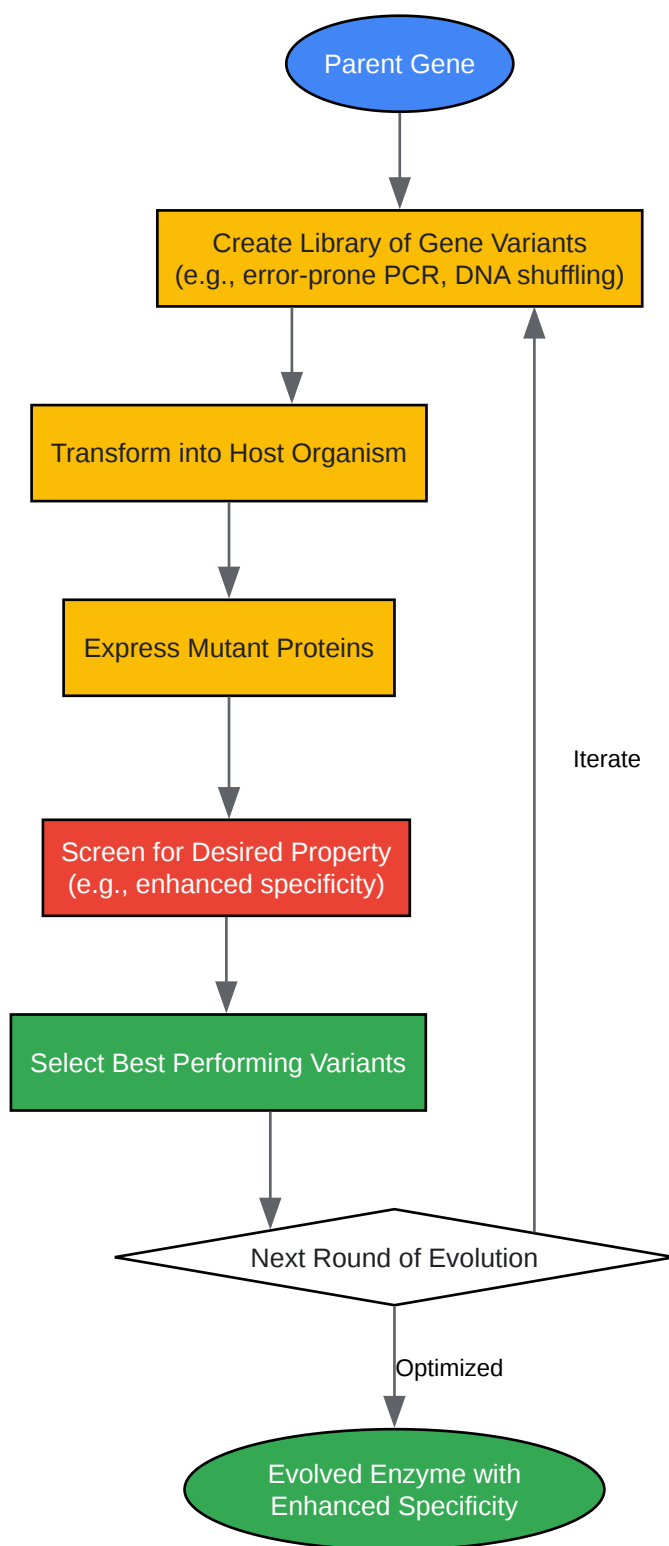 Parent Gene
Create Library of Gene Variants
(e.g., error-prone PCR, DNA shuffling)
Transform into Host Organism
Express Mutant Proteins
Iterate
Screen for Desired Property
(e.g., enhanced specificity)
Select Best Performing Variants
Next Round of Evolution
Optimized
Evolved Enzyme with
Enhanced Specificity